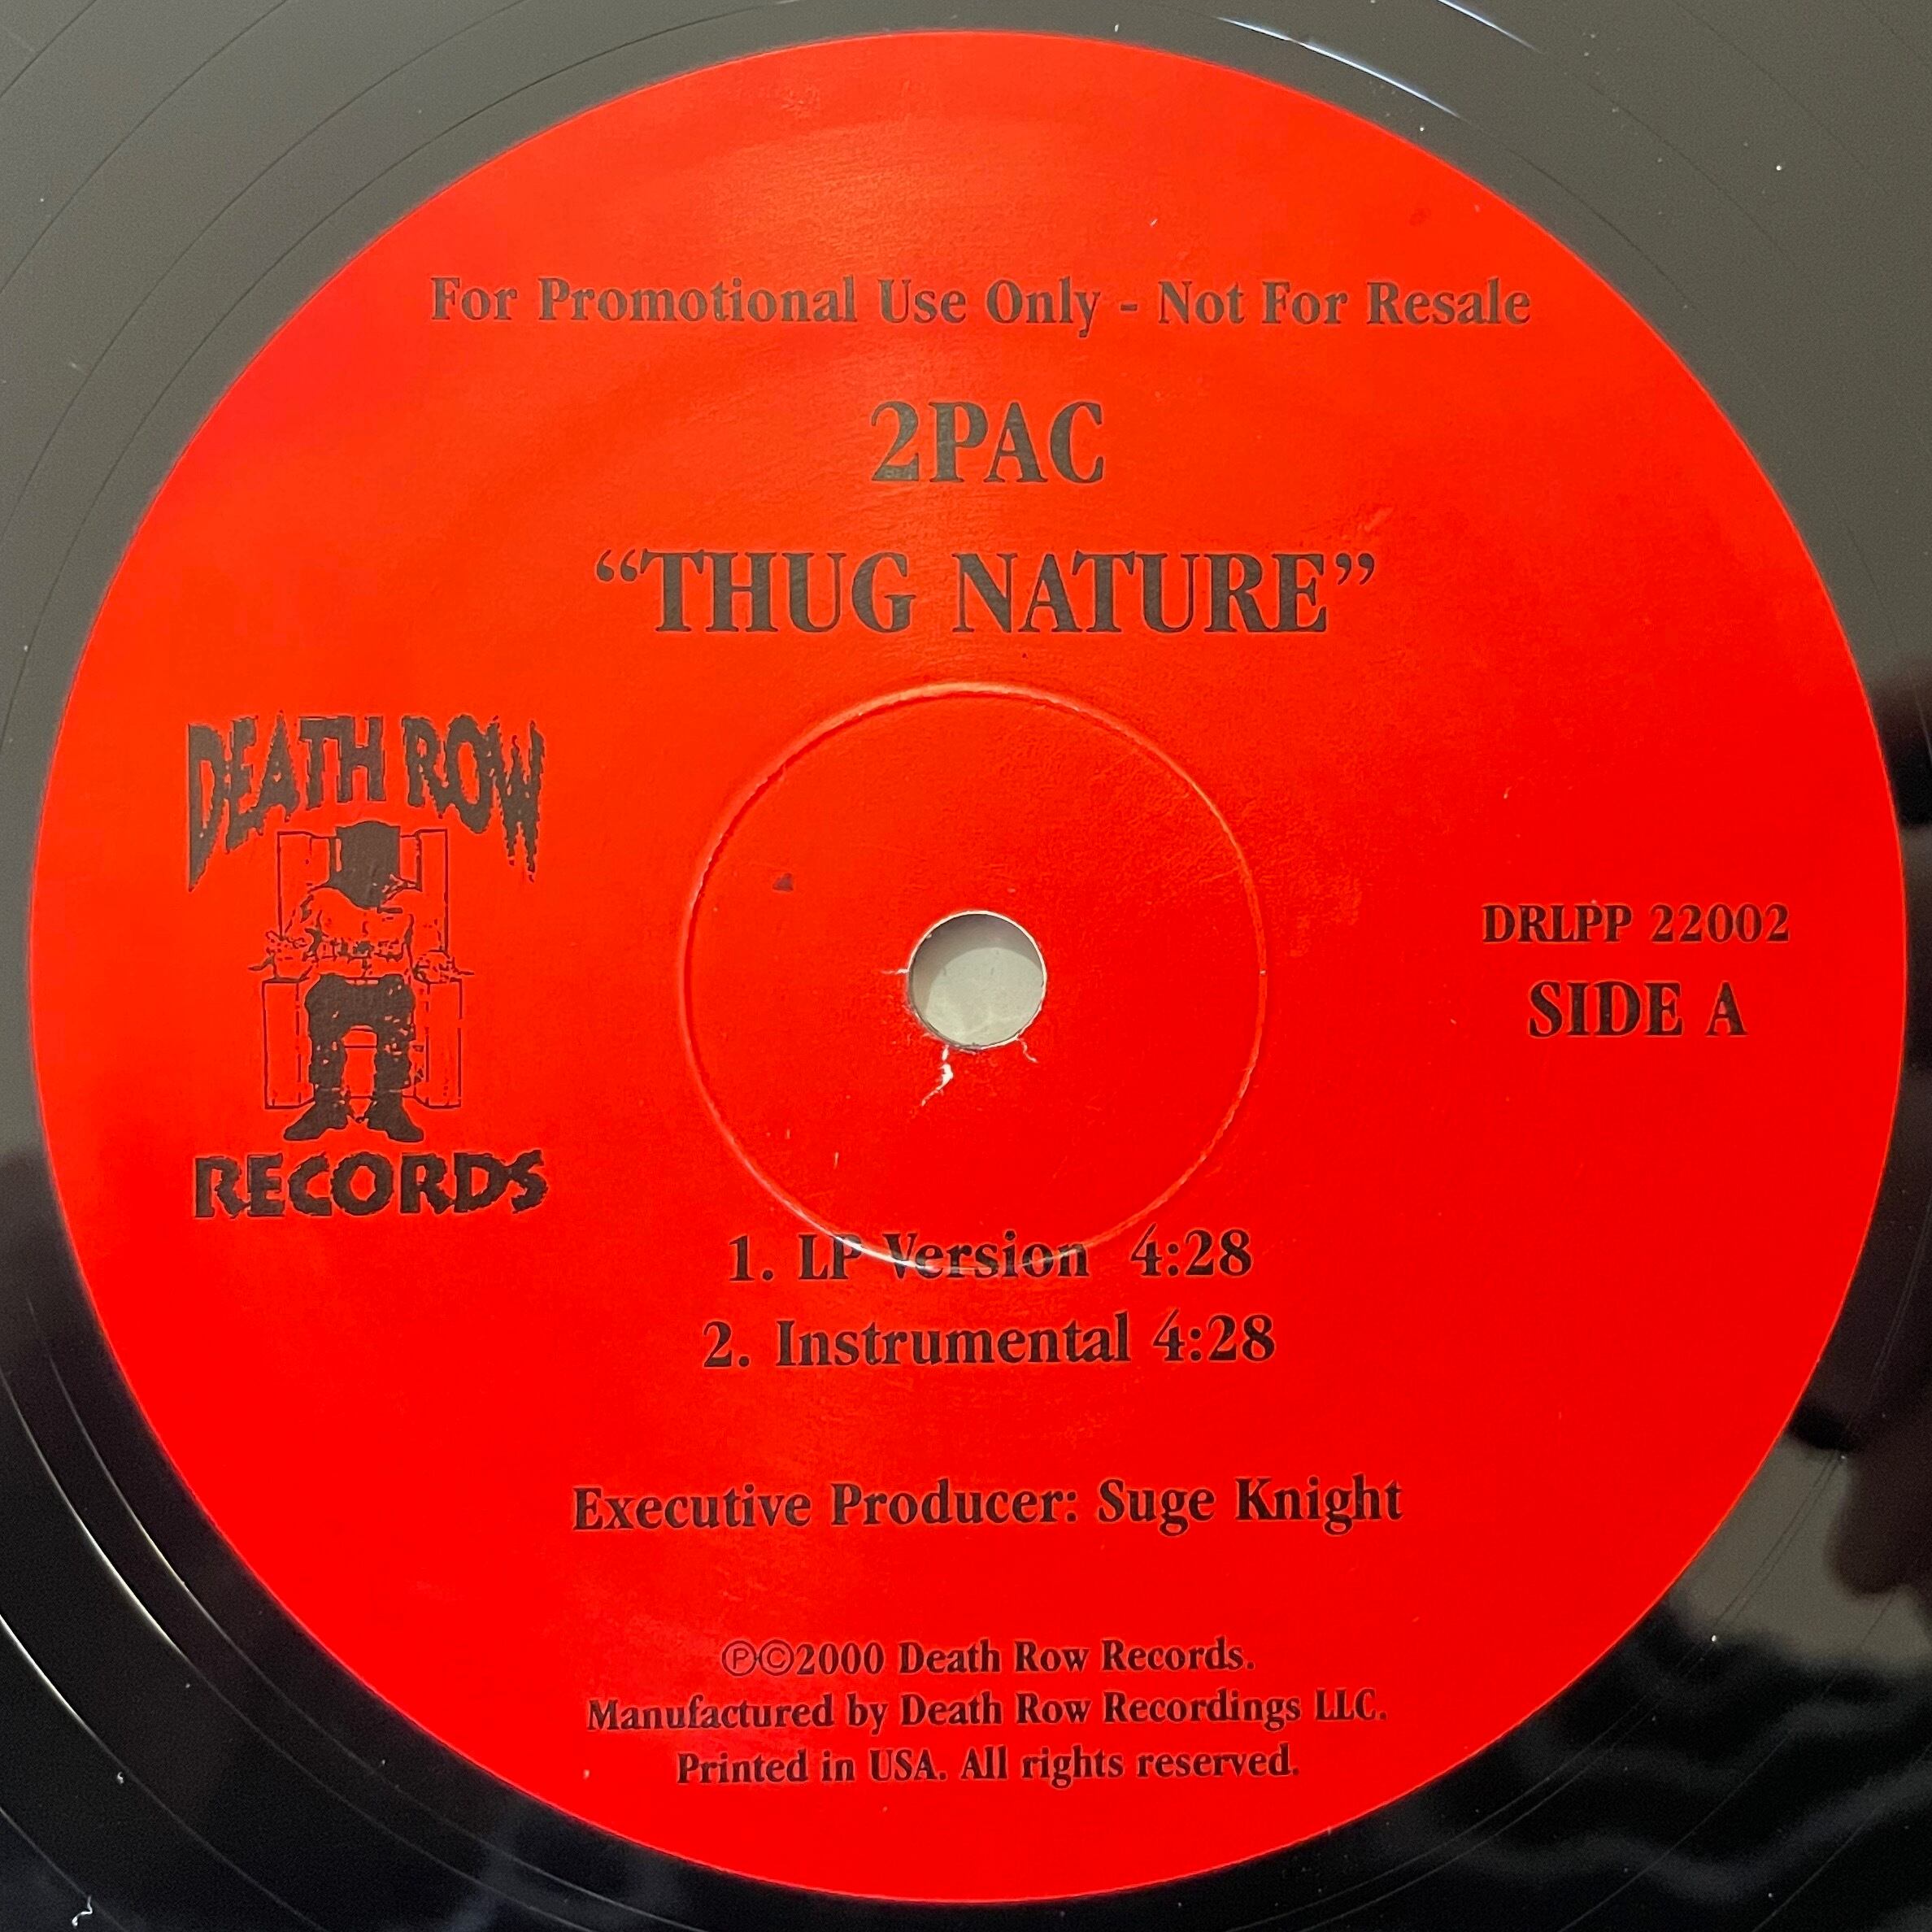 For Promotional Use Only - Not For Resale
2PAC
“THUG NATURE”
DEATH ROW
RECORDS
DRLPP 22002
SIDE A
1. LP Version 4:28
2. Instrumental 4:28
Executive Producer: Suge Knight
℗©2000 Death Row Records.
Manufactured by Death Row Recordings LLC.
Printed in USA. All rights reserved.